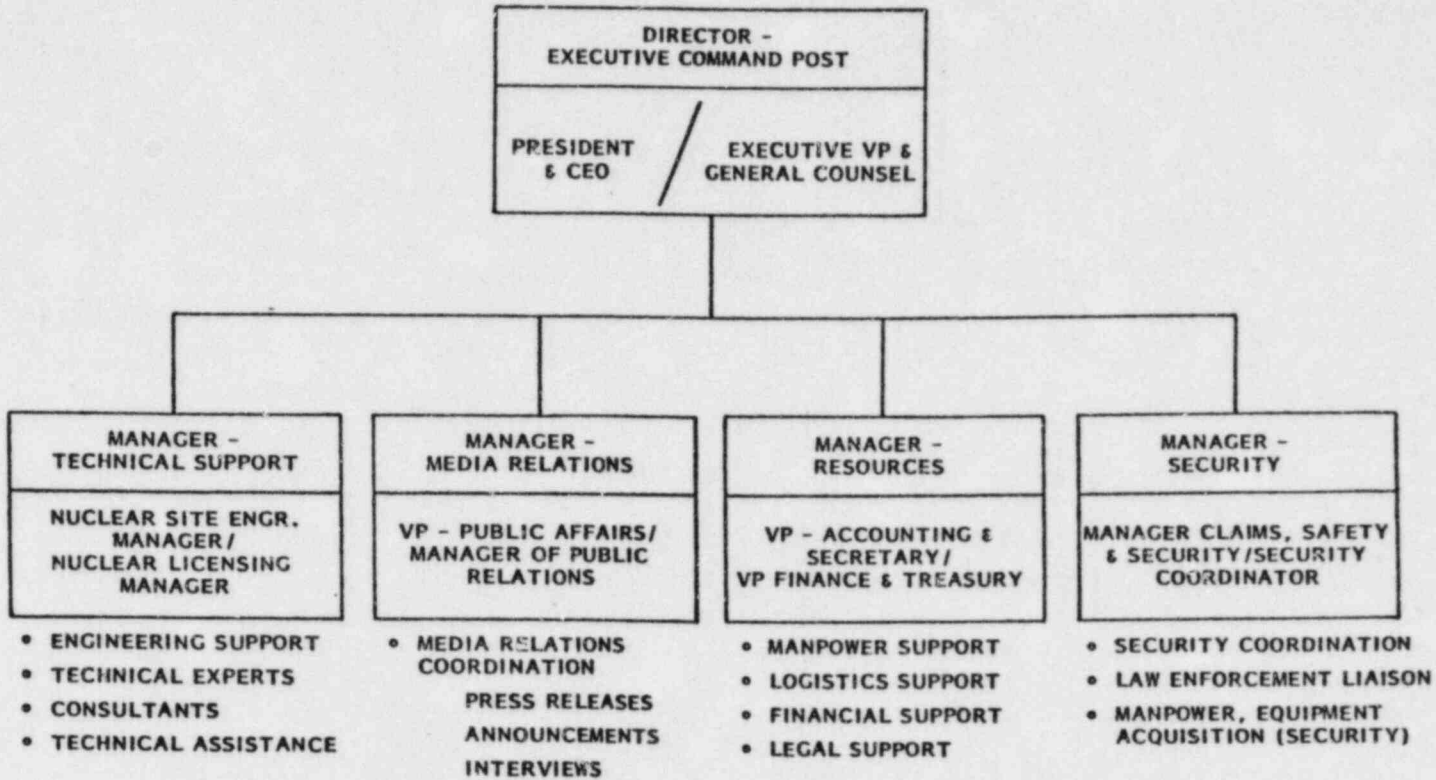 DIRECTOR -
EXECUTIVE COMMAND POST
PRESIDENT
& CEO
/
EXECUTIVE VP &
GENERAL COUNSEL
MANAGER -
TECHNICAL SUPPORT
NUCLEAR SITE ENGR.
MANAGER/
NUCLEAR LICENSING
MANAGER
• ENGINEERING SUPPORT
• TECHNICAL EXPERTS
• CONSULTANTS
• TECHNICAL ASSISTANCE
MANAGER -
MEDIA RELATIONS
VP - PUBLIC AFFAIRS/
MANAGER OF PUBLIC
RELATIONS
• MEDIA RELATIONS
COORDINATION
PRESS RELEASES
ANNOUNCEMENTS
INTERVIEWS
MANAGER -
RESOURCES
VP - ACCOUNTING &
SECRETARY/
VP FINANCE & TREASURY
• MANPOWER SUPPORT
• LOGISTICS SUPPORT
• FINANCIAL SUPPORT
• LEGAL SUPPORT
MANAGER -
SECURITY
MANAGER CLAIMS, SAFETY
& SECURITY/SECURITY
COORDINATOR
• SECURITY COORDINATION
• LAW ENFORCEMENT LIAISON
• MANPOWER, EQUIPMENT
ACQUISITION (SECURITY)